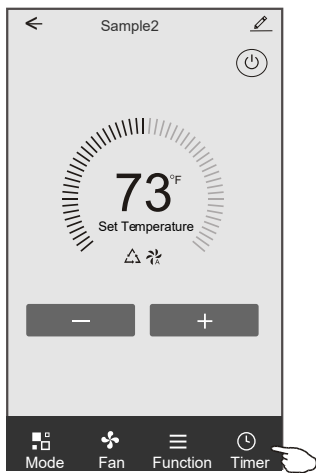 Sample2
73°F
Set Temperature
A
Mode Fan Function Timer